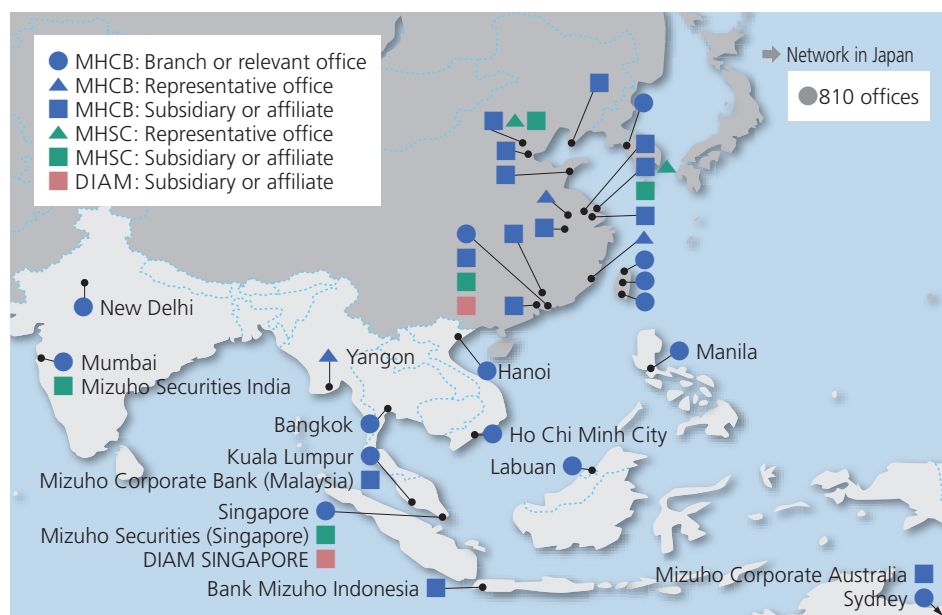 MHCB: Branch or relevant office
MHCB: Representative office
MHCB: Subsidiary or affiliate
MHSC: Representative office
MHSC: Subsidiary or affiliate
DIAM: Subsidiary or affiliate
Network in Japan
810 offices
New Delhi
Mumbai
Mizuho Securities India
Yangon
Hanoi
Manila
Bangkok
Ho Chi Minh City
Kuala Lumpur
Mizuho Corporate Bank (Malaysia)
Labuan
Singapore
Mizuho Securities (Singapore)
DIAM SINGAPORE
Bank Mizuho Indonesia
Mizuho Corporate Australia
Sydney